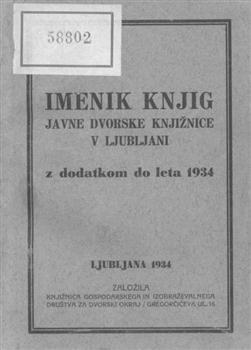 58802
IMENIK KNJIG
JAVNE DVORSKE KNJIŽNICE
V LJUBLJANI
z dodatkom do leta 1934
LJUBLJANA 1934
ZALOŽILA
KNJIŽNICA GOSPODARSKEGA IN IZOBRAŽEVALNEGA
DRUŠTVA ZA DVORSKI OKRAJ / GREGORČIČEVA UL. 16